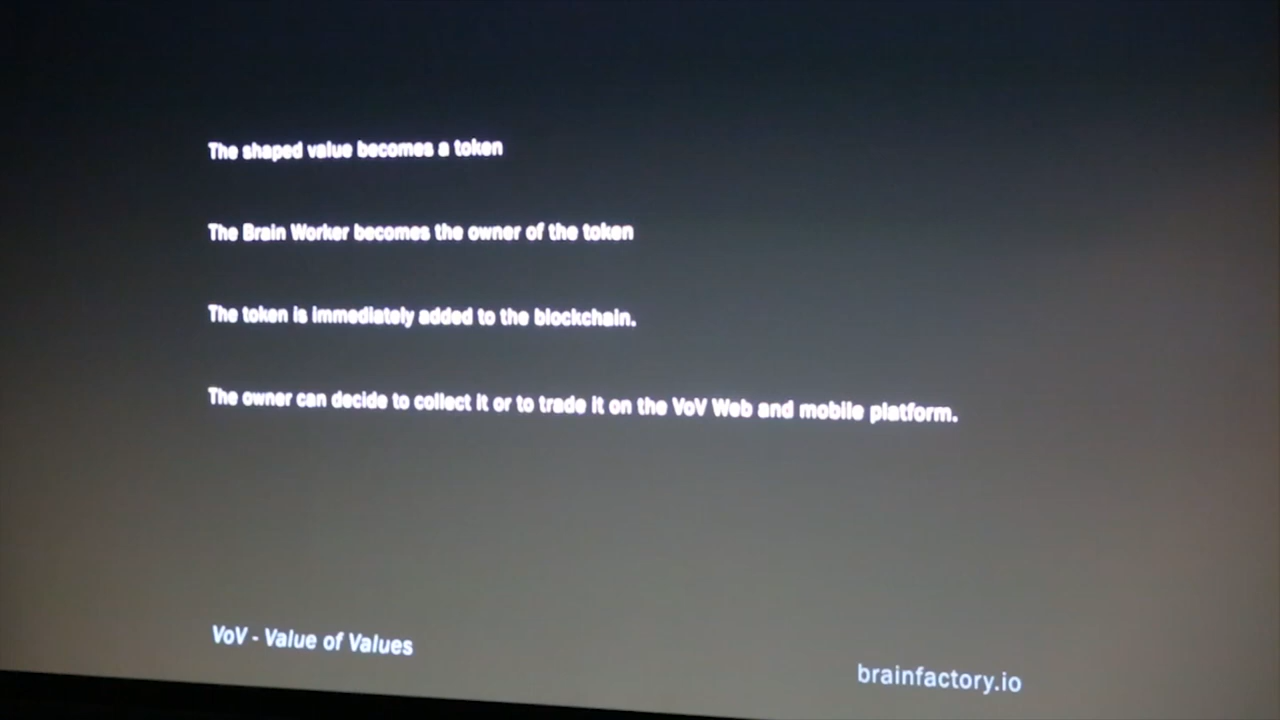 The shaped value becomes a token
The Brain Worker becomes the owner of the token
The token is immediately added to the blockchain.
The owner can decide to collect it or to trade it on the VoV Web and mobile platform.
VoV - Value of Values
brainfactory.io